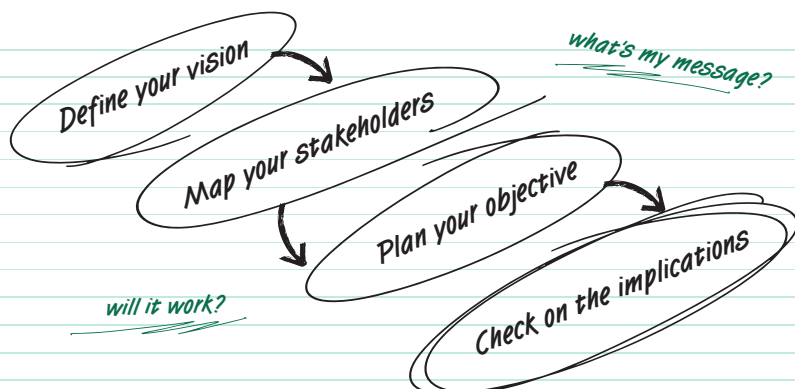 Define your vision
what's my message?
Map your stakeholders
Plan your objective
Check on the implications
will it work?